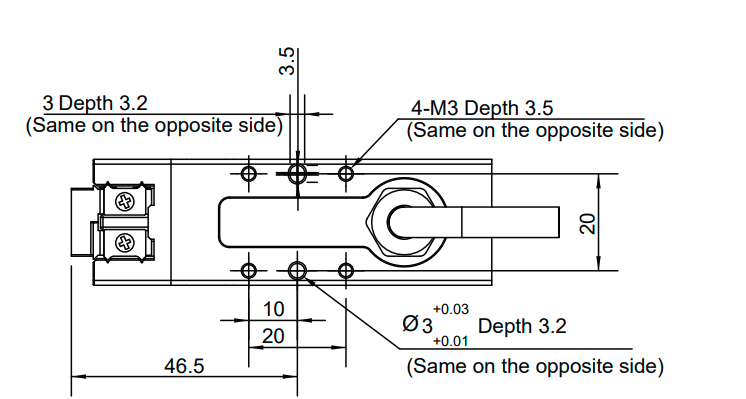 3.5
3 Depth 3.2
(Same on the opposite side)
4-M3 Depth 3.5
(Same on the opposite side)
20
10
20
46.5
Ø3 +0.03 +0.01 Depth 3.2
(Same on the opposite side)